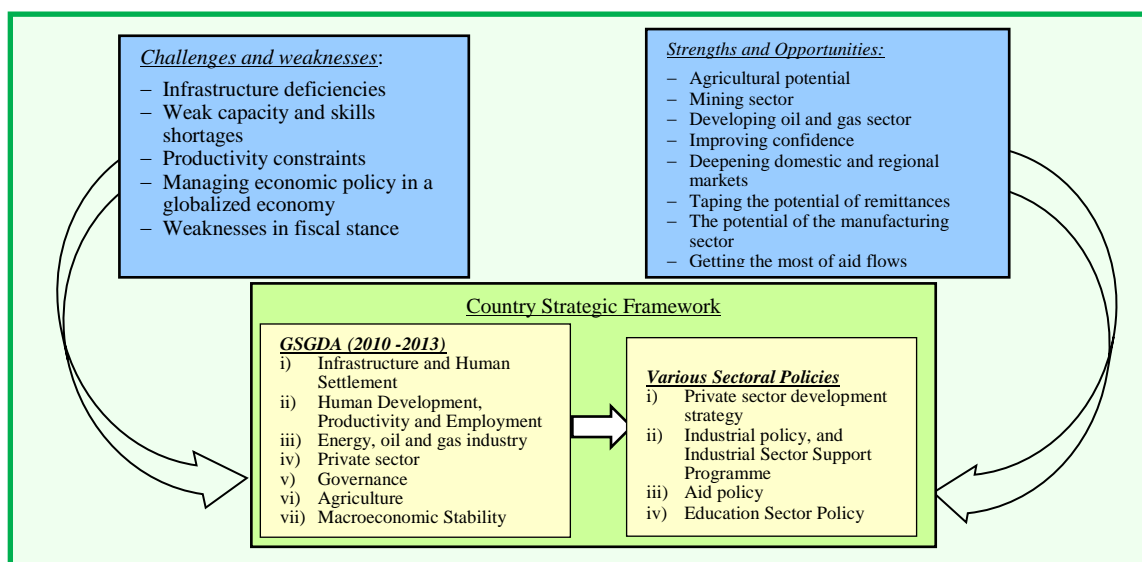 Challenges and weaknesses:
– Infrastructure deficiencies
– Weak capacity and skills
shortages
– Productivity constraints
– Managing economic policy in a
globalized economy
– Weaknesses in fiscal stance
Strengths and Opportunities:
– Agricultural potential
– Mining sector
– Developing oil and gas sector
– Improving confidence
– Deepening domestic and regional
markets
– Taping the potential of remittances
– The potential of the manufacturing
sector
– Getting the most of aid flows
Country Strategic Framework
GSGDA (2010 -2013)
i) Infrastructure and Human
Settlement
ii) Human Development,
Productivity and Employment
iii) Energy, oil and gas industry
iv) Private sector
v) Governance
vi) Agriculture
vii) Macroeconomic Stability
Various Sectoral Policies
i) Private sector development
strategy
ii) Industrial policy, and
Industrial Sector Support
Programme
iii) Aid policy
iv) Education Sector Policy